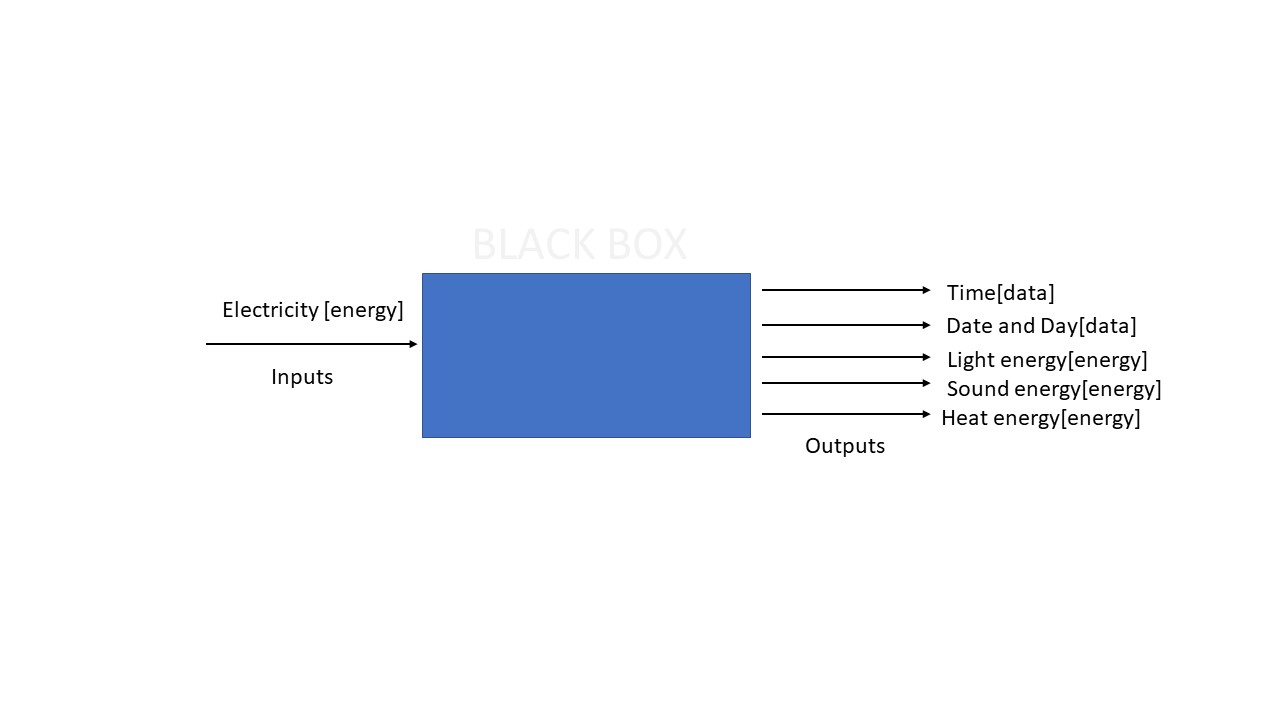 BLACK BOX
Electricity [energy]
Inputs
Time[data]
Date and Day[data]
Light energy[energy]
Sound energy[energy]
Heat energy[energy]
Outputs